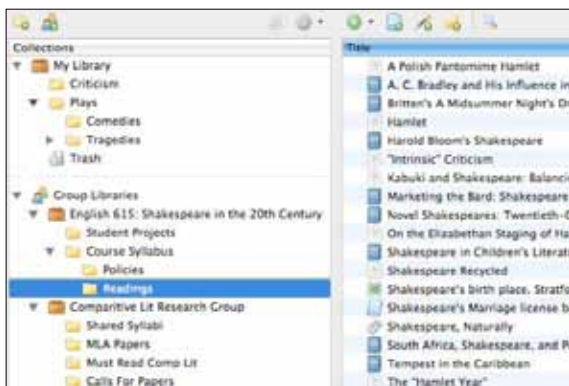 Collections
My Library
Criticism
Plays
Comedies
Tragedies
Trash
Group Libraries
English 615: Shakespeare in the 20th Century
Student Projects
Course Syllabus
Policies
Readings
Comparitive Lit Research Group
Shared Syllabi
MLA Papers
Must Read Comp Lit
Calls For Papers
Title
A Polish Pantomime Hamlet
A. C. Bradley and His Influence in
Britten's A Midsummer Night's D
Hamlet
Harold Bloom's Shakespeare
"Intrinsic" Criticism
Kabuki and Shakespeare: Balanci
Marketing the Bard: Shakespeare
Novel Shakespeares: Twentieth-C
On the Elizabethan Staging of Ha
Shakespeare in Children's Literat
Shakespeare Recycled
Shakespeare's birth place, Stratfo
Shakespeare's Marriage license b
Shakespeare, Naturally
South Africa, Shakespeare, and P
Tempest in the Caribbean
The "Hamlet Year"